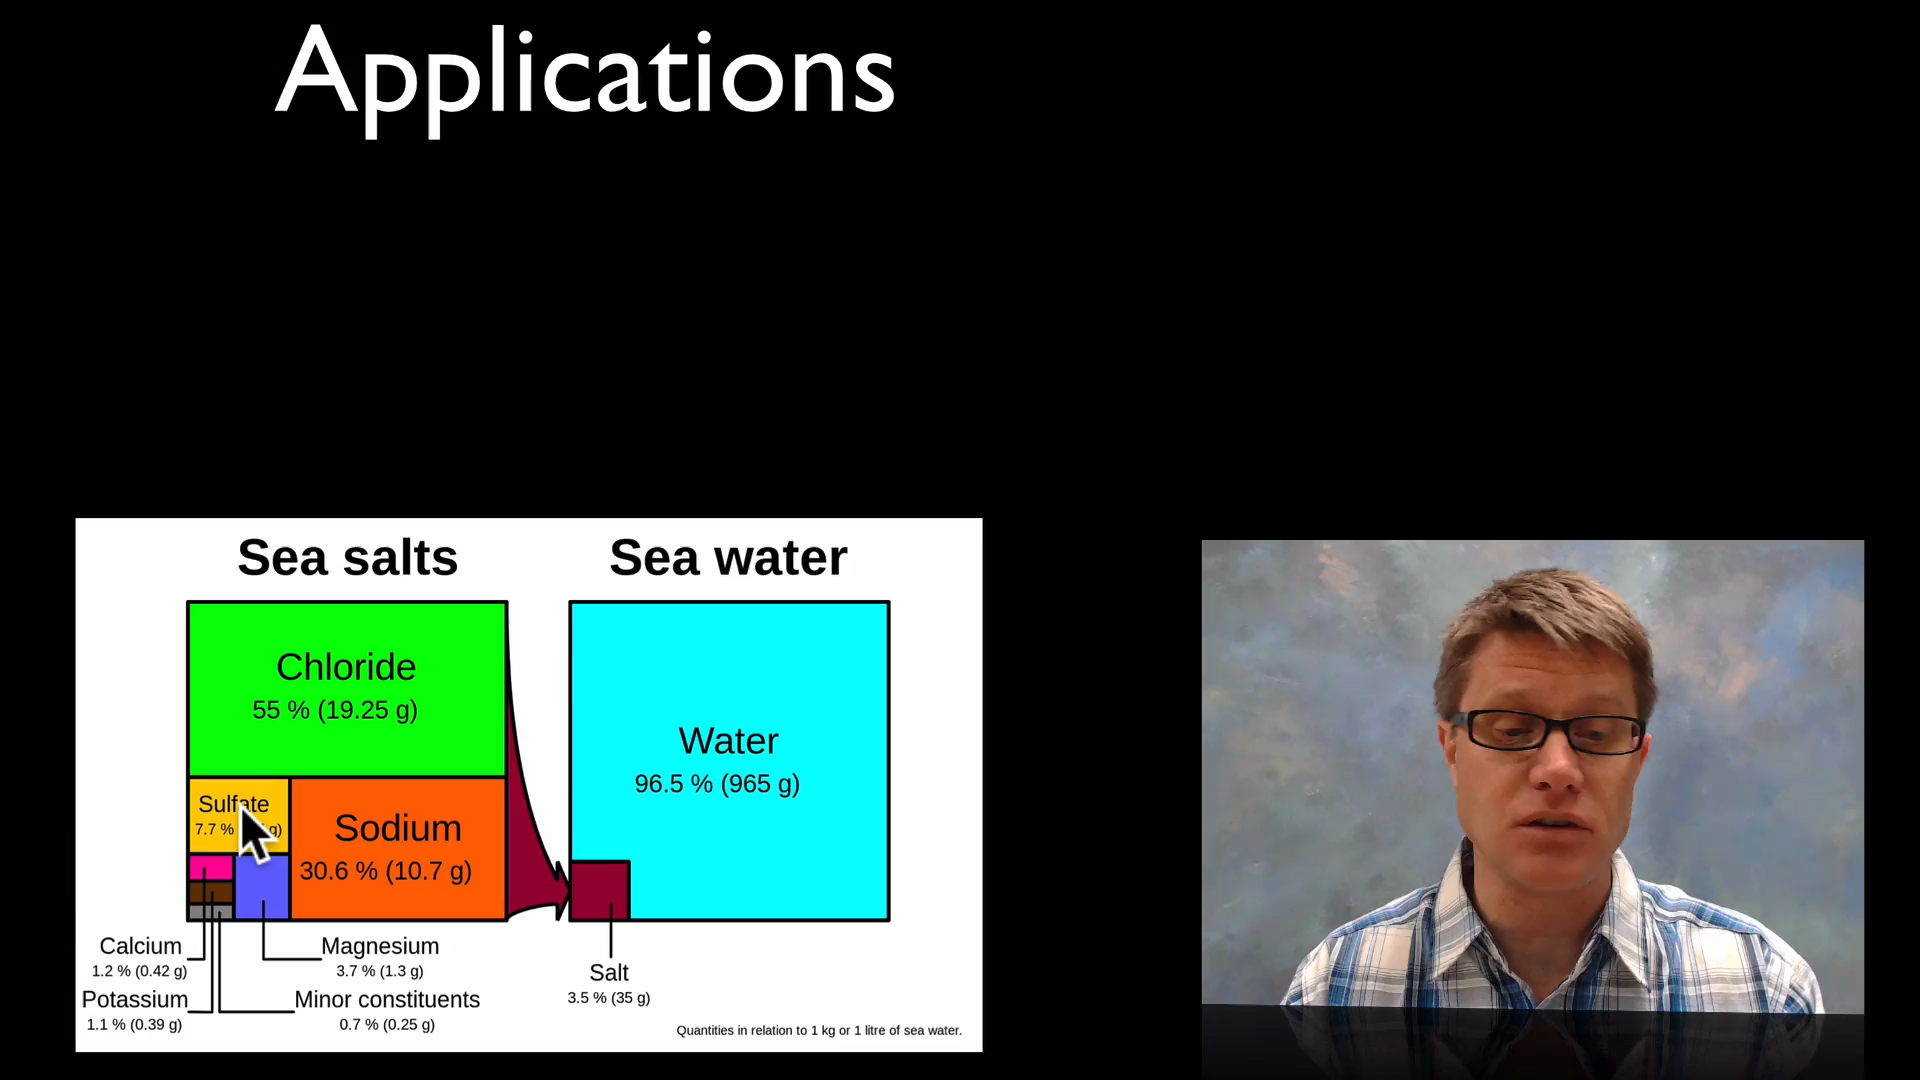 Applications
Sea salts
Sea water
Chloride
55 % (19.25 g)
Water
96.5 % (965 g)
Sulfate
7.7 % g)
Sodium
30.6 % (10.7 g)
Calcium
1.2 % (0.42 g)
Magnesium
3.7 % (1.3 g)
Potassium
1.1 % (0.39 g)
Minor constituents
0.7 % (0.25 g)
Salt
3.5 % (35 g)
Quantities in relation to 1 kg or 1 litre of sea water.